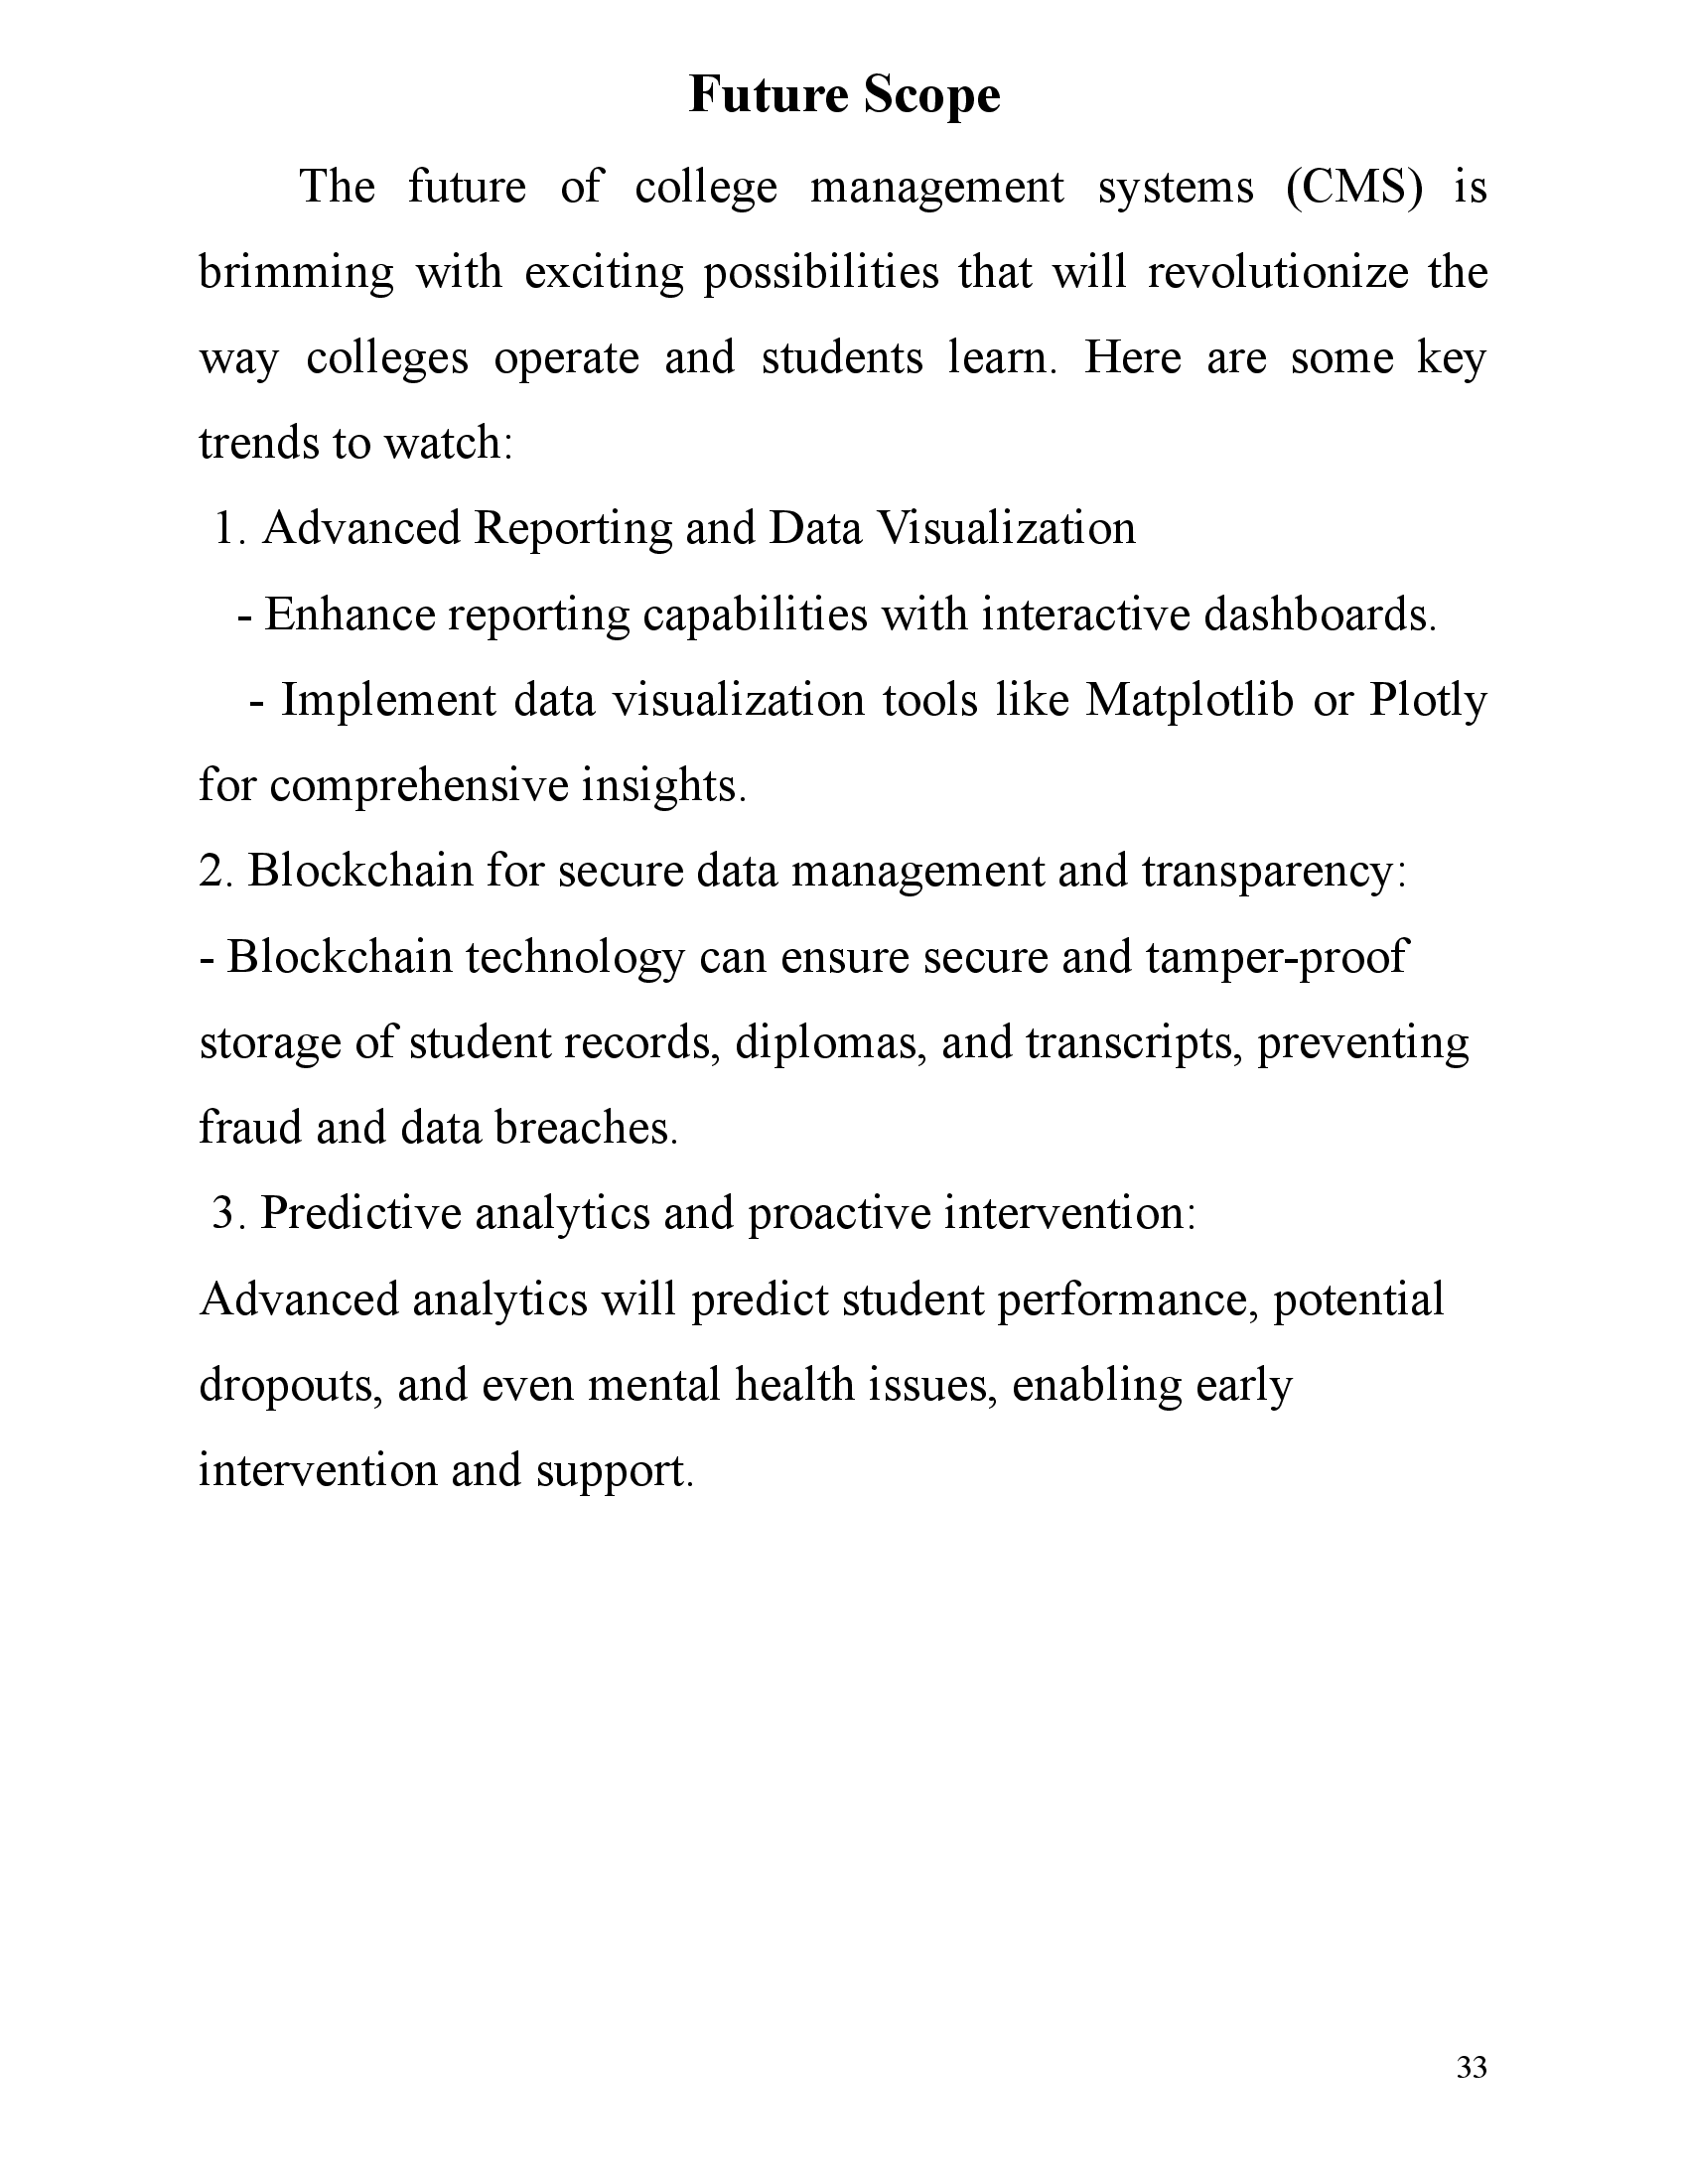 Future Scope
The future of college management systems (CMS) is
brimming with exciting possibilities that will revolutionize the
way colleges operate and students learn. Here are some key
trends to watch:
1. Advanced Reporting and Data Visualization
- Enhance reporting capabilities with interactive dashboards.
- Implement data visualization tools like Matplotlib or Plotly
for comprehensive insights.
2. Blockchain for secure data management and transparency:
- Blockchain technology can ensure secure and tamper-proof
storage of student records, diplomas, and transcripts, preventing
fraud and data breaches.
3. Predictive analytics and proactive intervention:
Advanced analytics will predict student performance, potential
dropouts, and even mental health issues, enabling early
intervention and support.
33